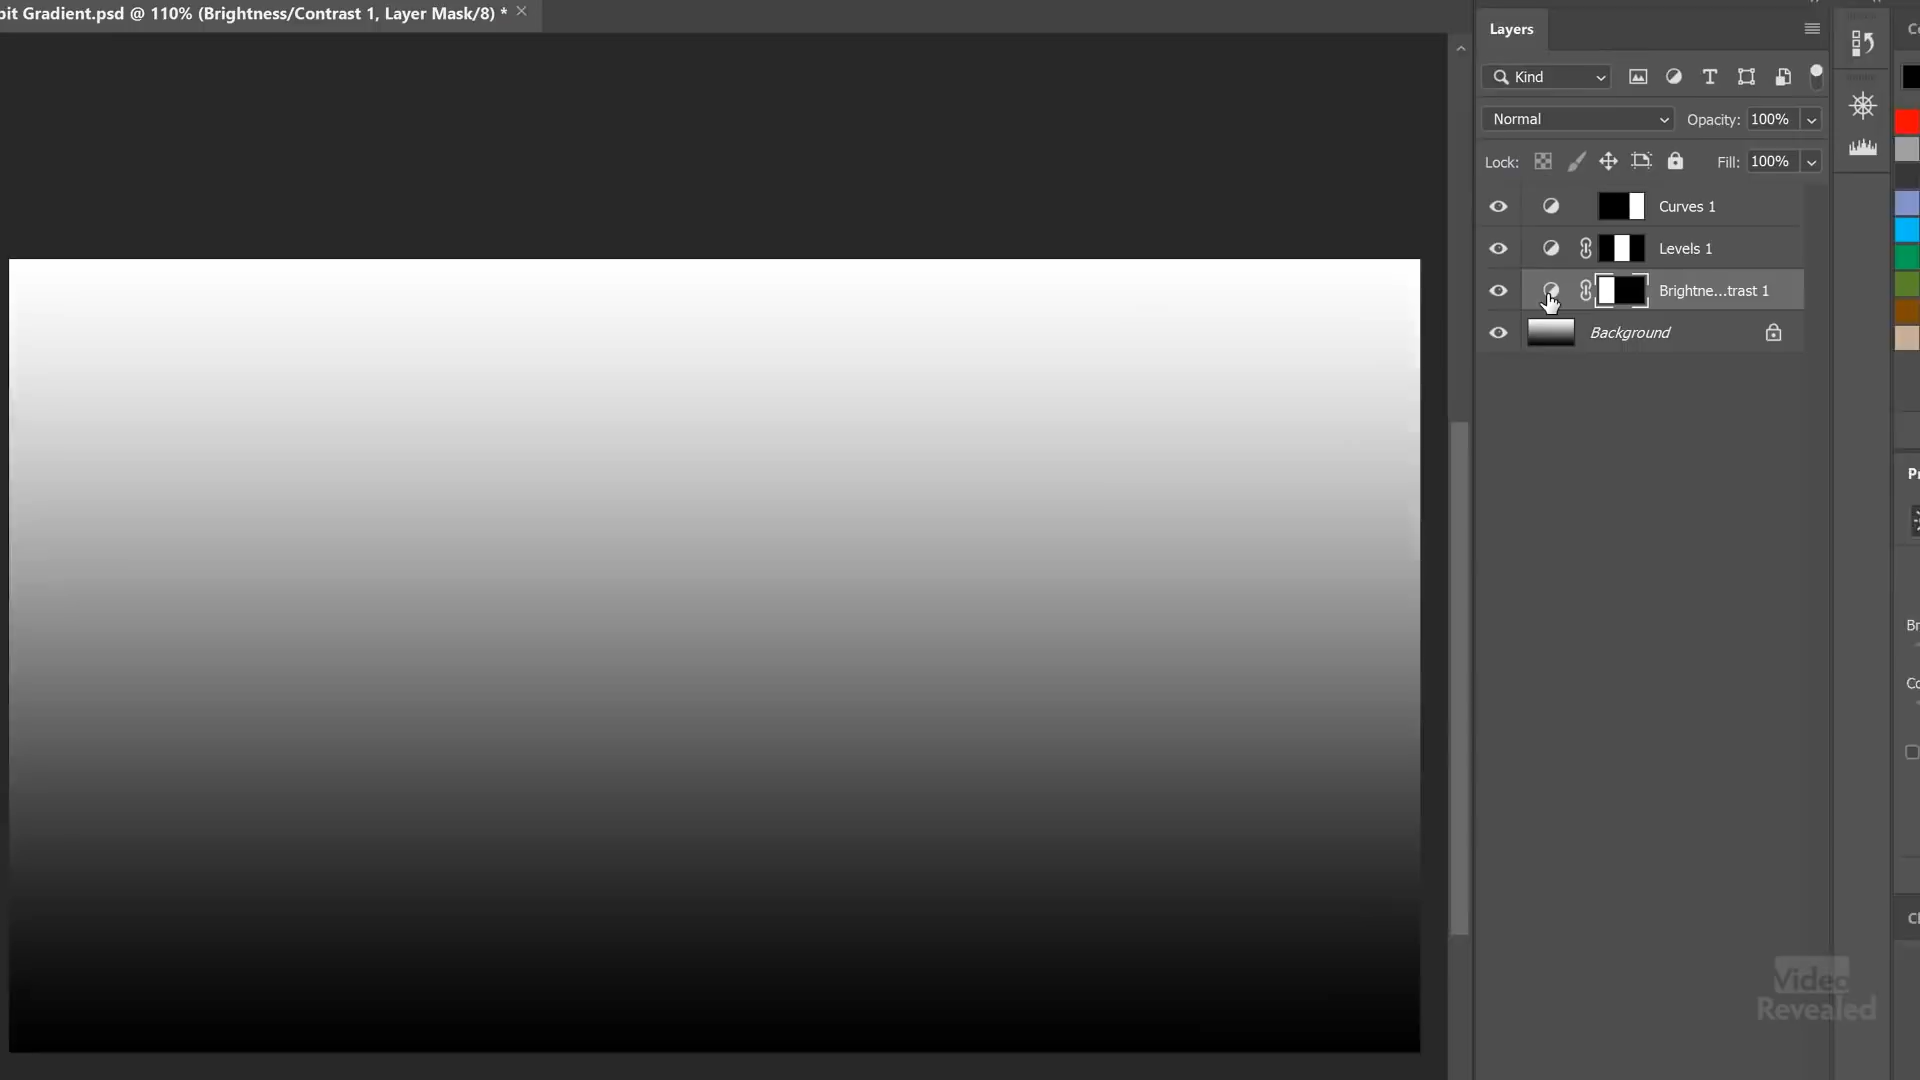 bit Gradient.psd @ 110% (Brightness/Contrast 1, Layer Mask/8) *
Layers
Kind
Normal
Opacity: 100%
Lock:
Fill: 100%
Curves 1
Levels 1
Brightne...trast 1
Background
Pr
Br
Co
Video
Revealed